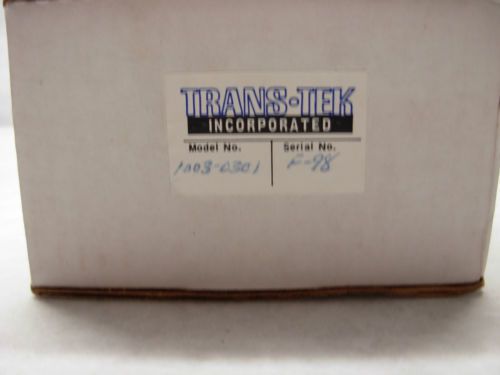 TRANS-TEK
INCORPORATED
Model No. Serial No.
1003-0301 F-98